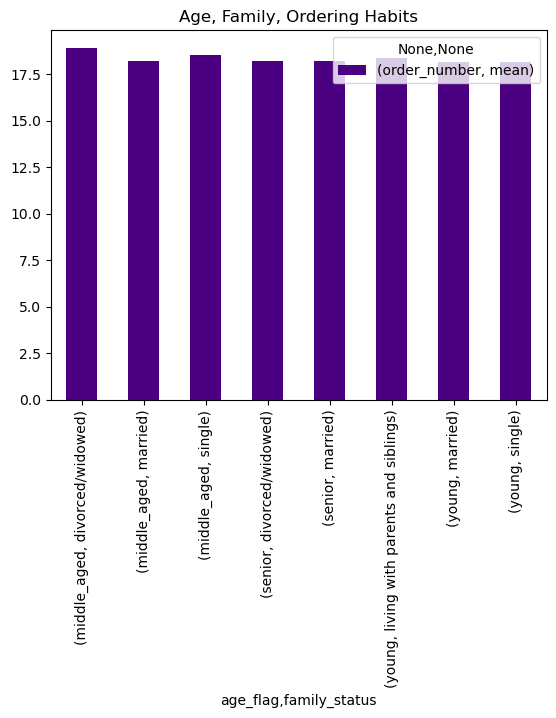 Age, Family, Ordering Habits
None,None
(order_number, mean)
17.5
15.0
12.5
10.0
7.5
5.0
2.5
0.0
(middle_aged, divorced/widowed)
(middle_aged, married)
(middle_aged, single)
(senior, divorced/widowed)
(senior, married)
(young, living with parents and siblings)
(young, married)
(young, single)
age_flag,family_status